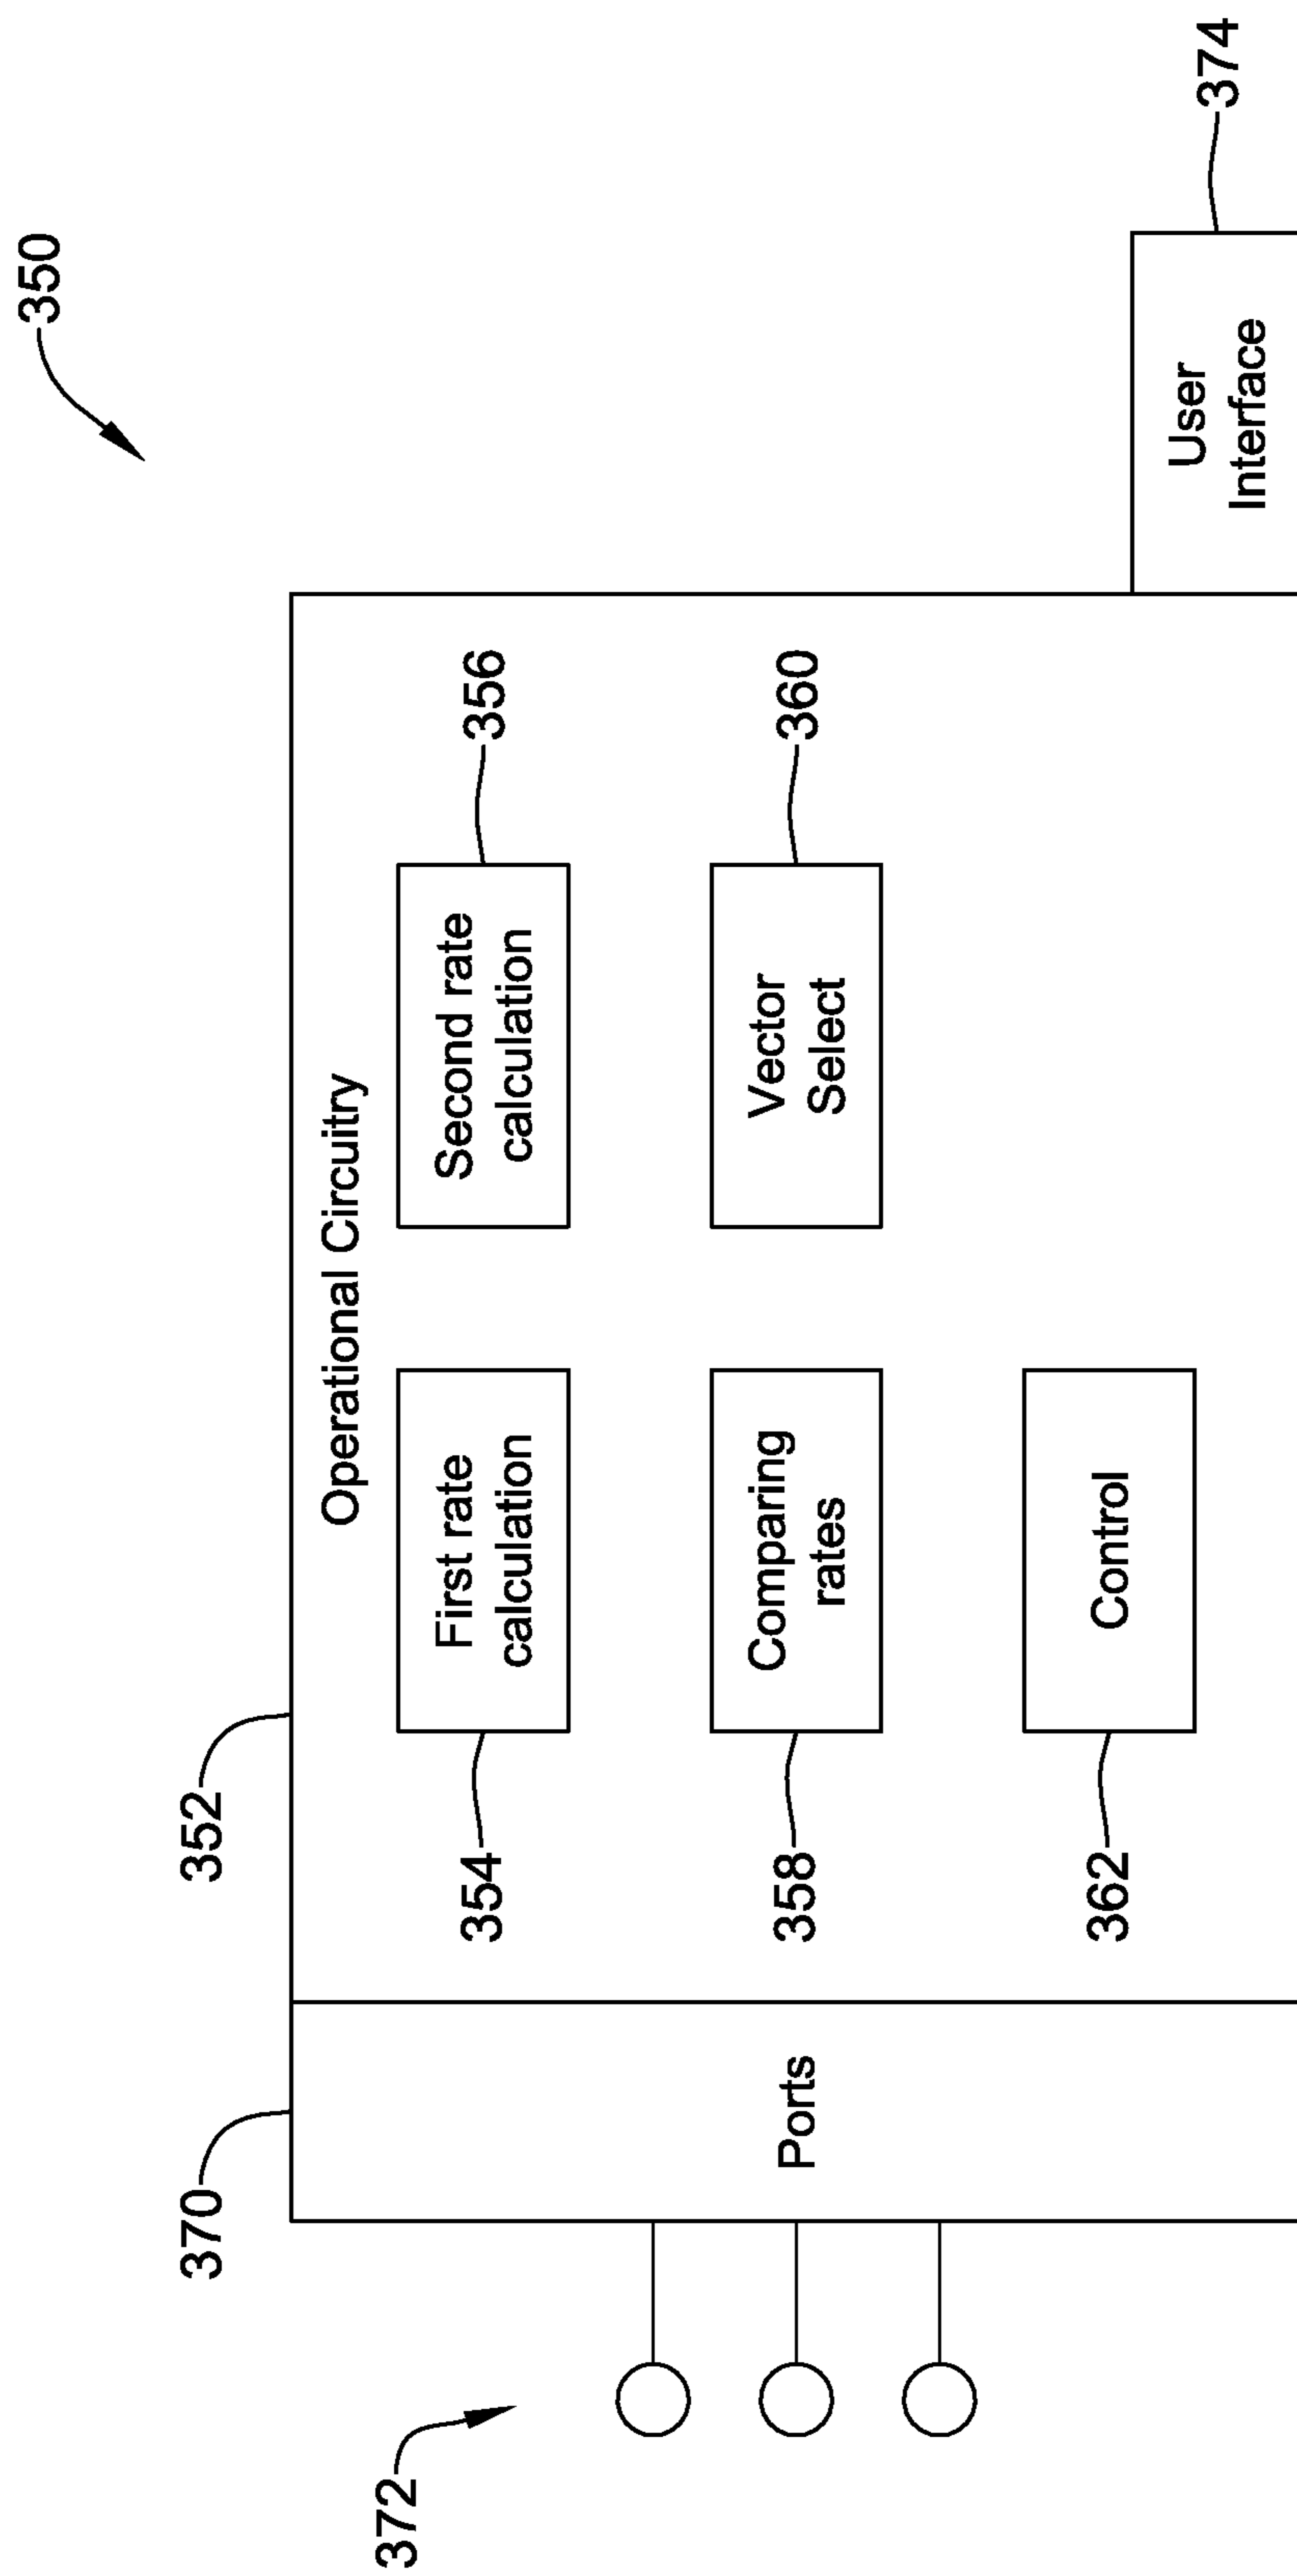 350
352
370
Operational Circuitry
354
First rate
calculation
Second rate
calculation
356
372
Ports
358
Comparing
rates
Vector
Select
360
362
Control
User
Interface
374